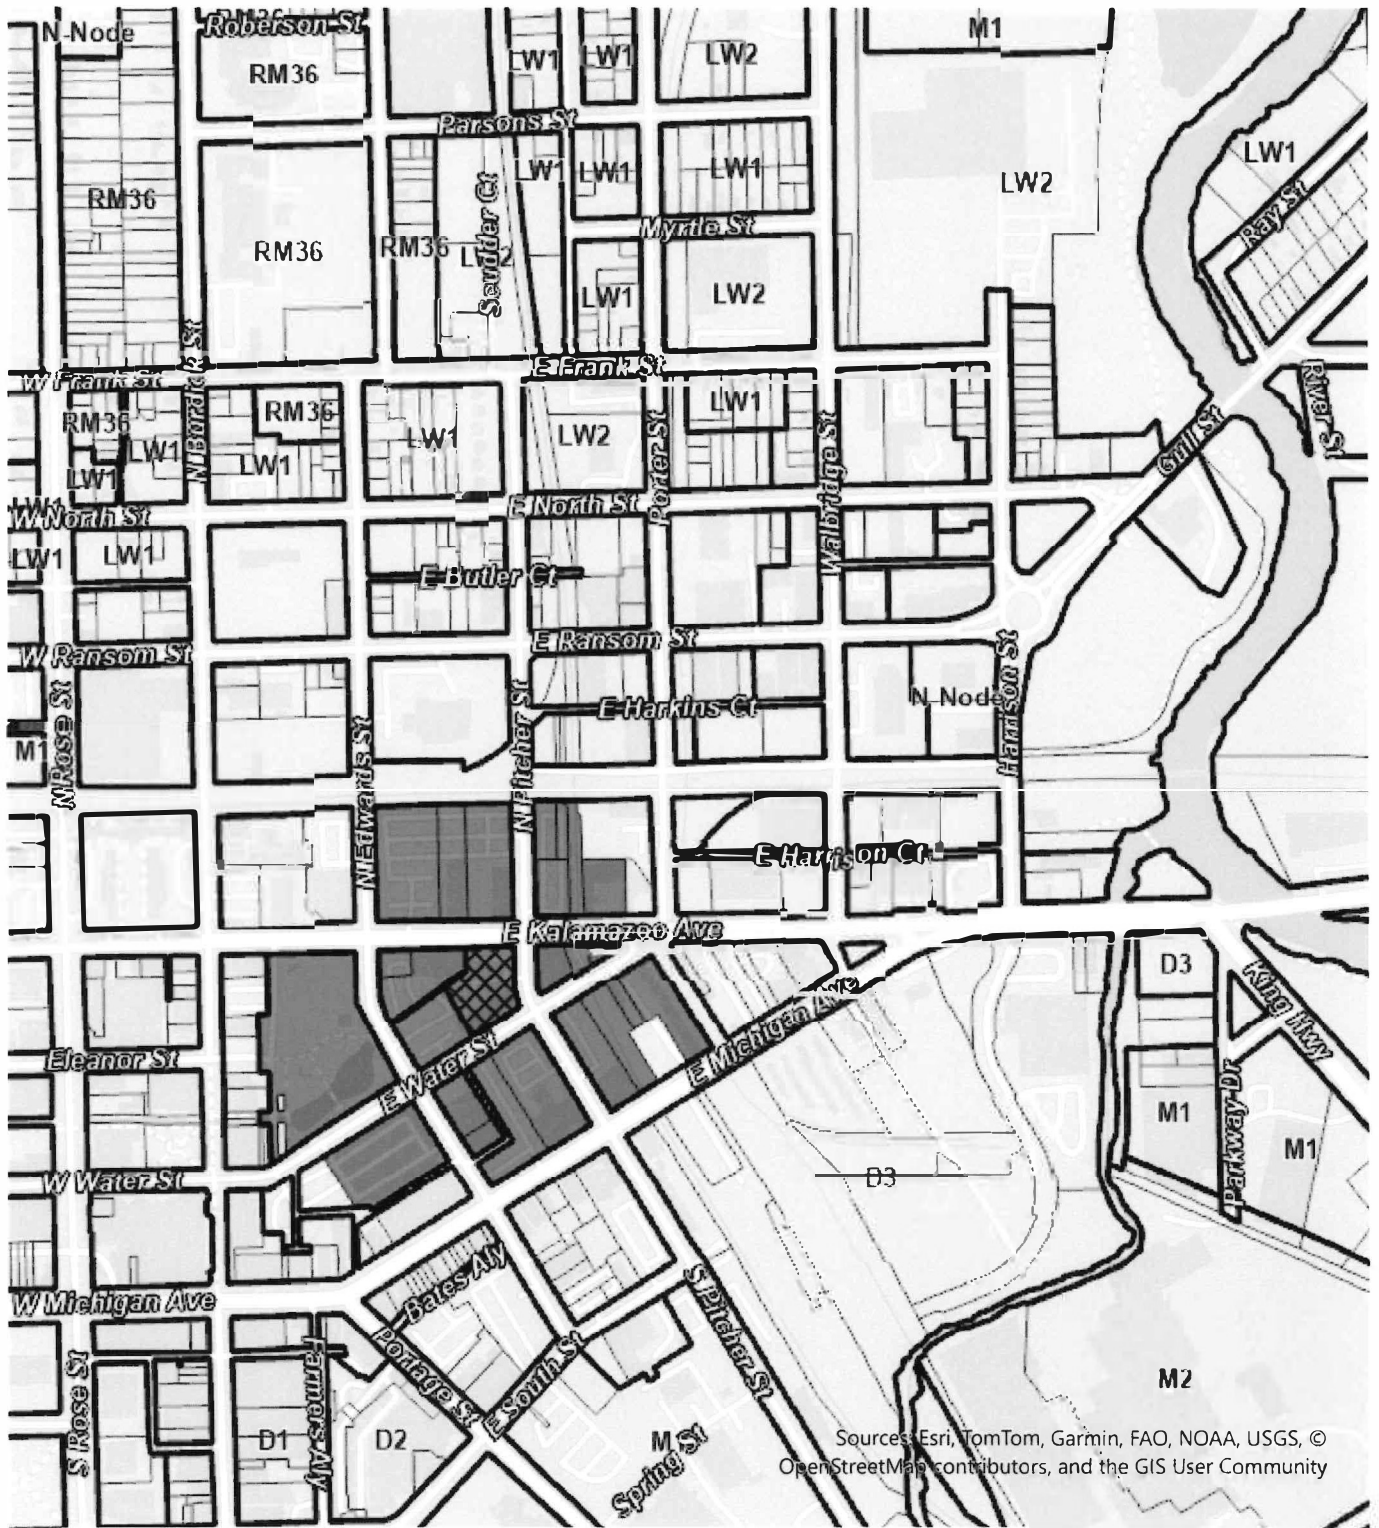 N-Node
Roberson St
M1
RM36
LW1
LW1
LW2
Parsons St
LW1
LW1
LW1
LW1
LW2
RM36
Scudder Ct
Ray St
Myrtle St
RM36
RM36
LW2
LW1
LW2
N Burdick St
E Frank St
W Frank St
River St
RM36
RM36
LW1
LW1
LW1
LW2
Porter St
Walbridge St
Gull St
LW1
LW1
LW1
E North St
W North St
LW1
LW1
E Butler Ct
E Ransom St
W Ransom St
Harrison St
N Rose St
N Pitcher St
E Harkins Ct
N-Node
M1
N Edwards St
E Harrison Ct
E Kalamazoo Ave
D3
King Hwy
E Michigan Ave
Eleanor St
E Water St
Parkway Dr
M1
M1
W Water St
D3
Bates Aly
S Pitcher St
W Michigan Ave
Farmers Aly
Portage St
E South St
S Rose St
M2
D1
D2
Spring St
Sources: Esri, TomTom, Garmin, FAO, NOAA, USGS, ©
OpenStreetMap contributors, and the GIS User Community